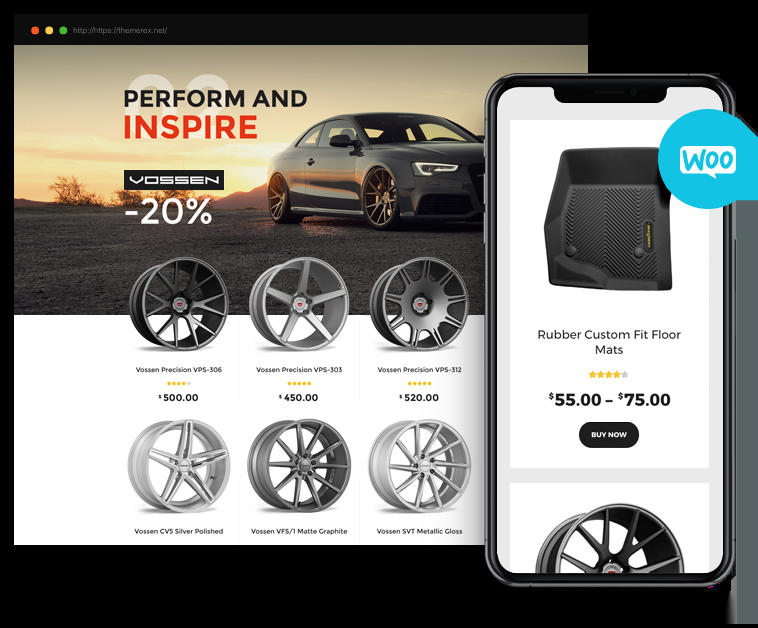 http://https://themerex.net/
PERFORM AND
INSPIRE
VOSSEN
-20%
Vossen Precision VPS-306
Vossen Precision VPS-303
Vossen Precision VPS-312
$500.00
$450.00
$520.00
Vossen CV5 Silver Polished
Vossen VFS/1 Matte Graphite
Vossen SVT Metallic Gloss
WOO
Rubber Custom Fit Floor
Mats
$55.00 – $75.00
BUY NOW